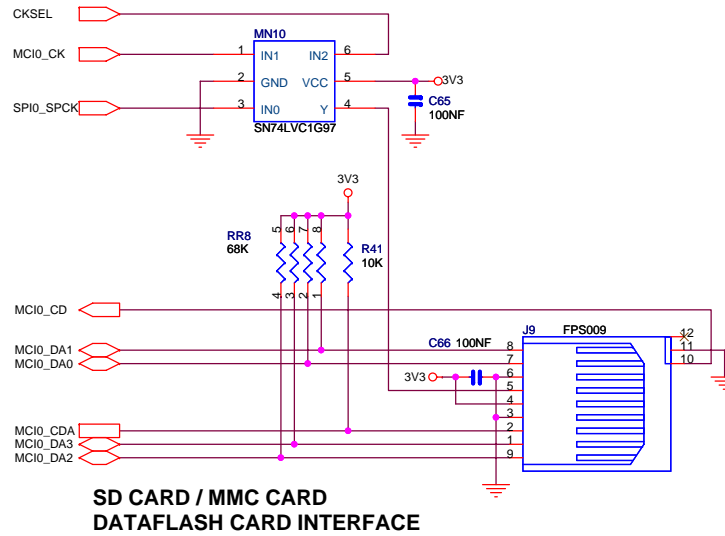 CKSEL
MN10
MCI0_CK 1 IN1 IN2 6
2 GND VCC 5 3V3
SPI0_SPCK 3 IN0 Y 4 C65
SN74LVC1G97 100NF
3V3
5 6 7 8
RR8 R41
68K 10K
4 3 2 1
MCI0_CD
J9 FPS009
12
MCI0_DA1 C66 100NF 8 11
MCI0_DA0 7 10
3V3 6
5
4
3
MCI0_CDA 2
MCI0_DA3 1
MCI0_DA2 9
SD CARD / MMC CARD
DATAFLASH CARD INTERFACE